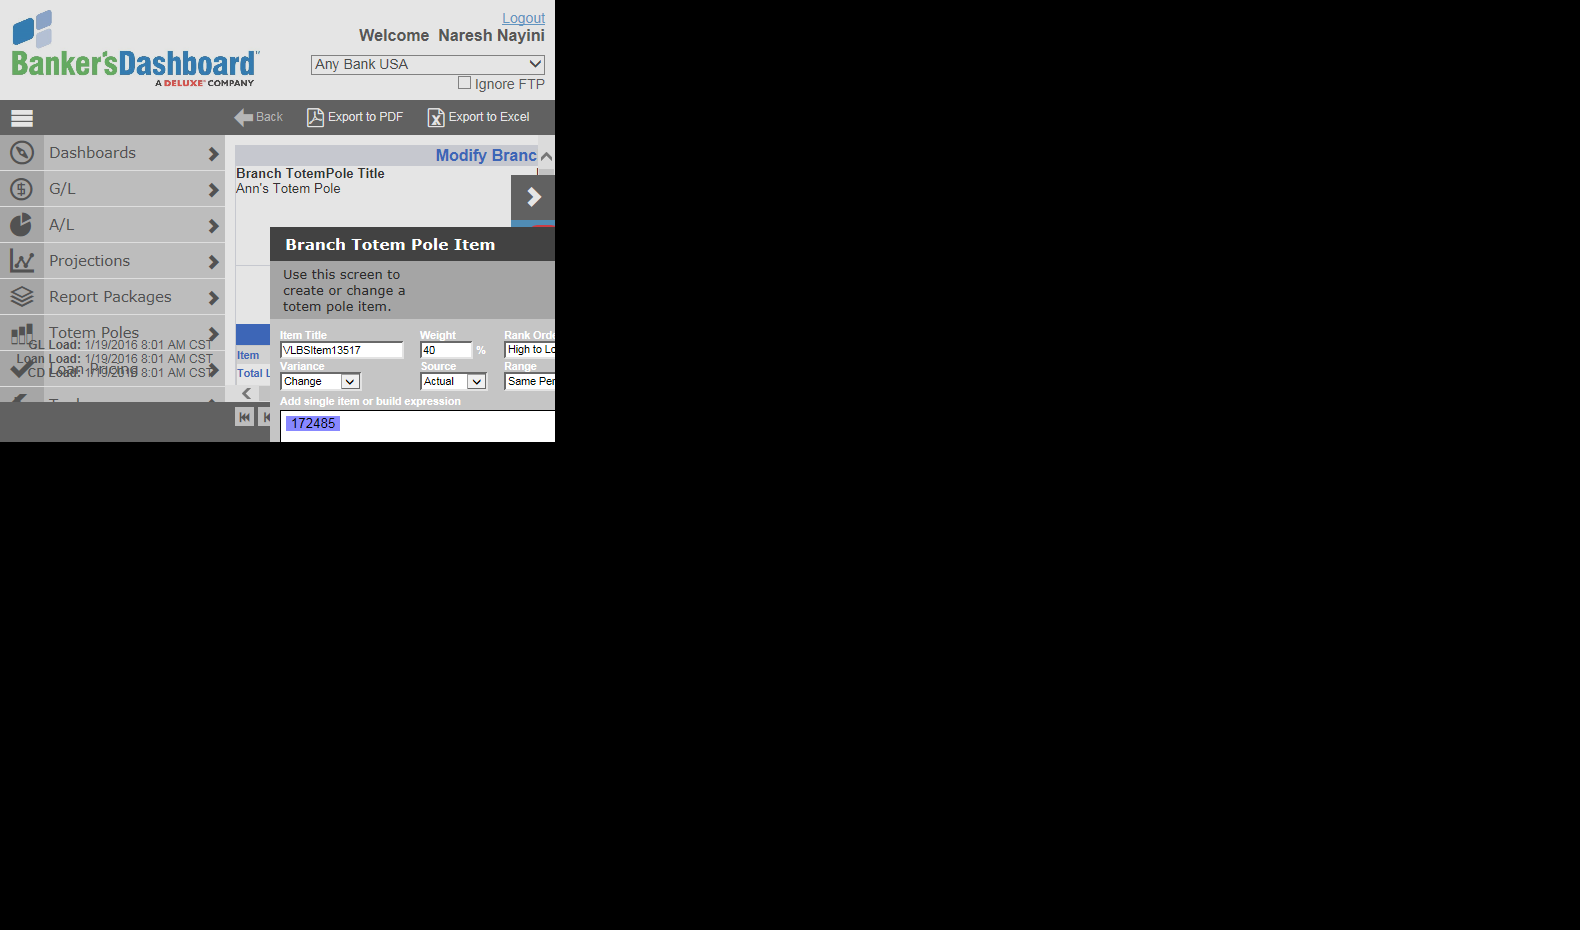 Logout
Welcome Naresh Nayini
Banker'sDashboard™
A DELUXE® COMPANY
Any Bank USA
Ignore FTP
Back
Export to PDF
Export to Excel
Dashboards
G/L
A/L
Projections
Report Packages
Totem Poles
GL Load: 1/19/2016 8:01 AM CST
Loan Load: 1/19/2016 8:01 AM CST
Loan Pricing
CD Load: 1/19/2016 8:01 AM CST
Modify Branc
Branch TotemPole Title
Ann's Totem Pole
Item
Total L
Branch Totem Pole Item
Use this screen to
create or change a
totem pole item.
Item Title
Weight
Rank Orde
VLBSItem13517
40 %
High to Lo
Variance
Source
Range
Change
Actual
Same Per
Add single item or build expression
172485